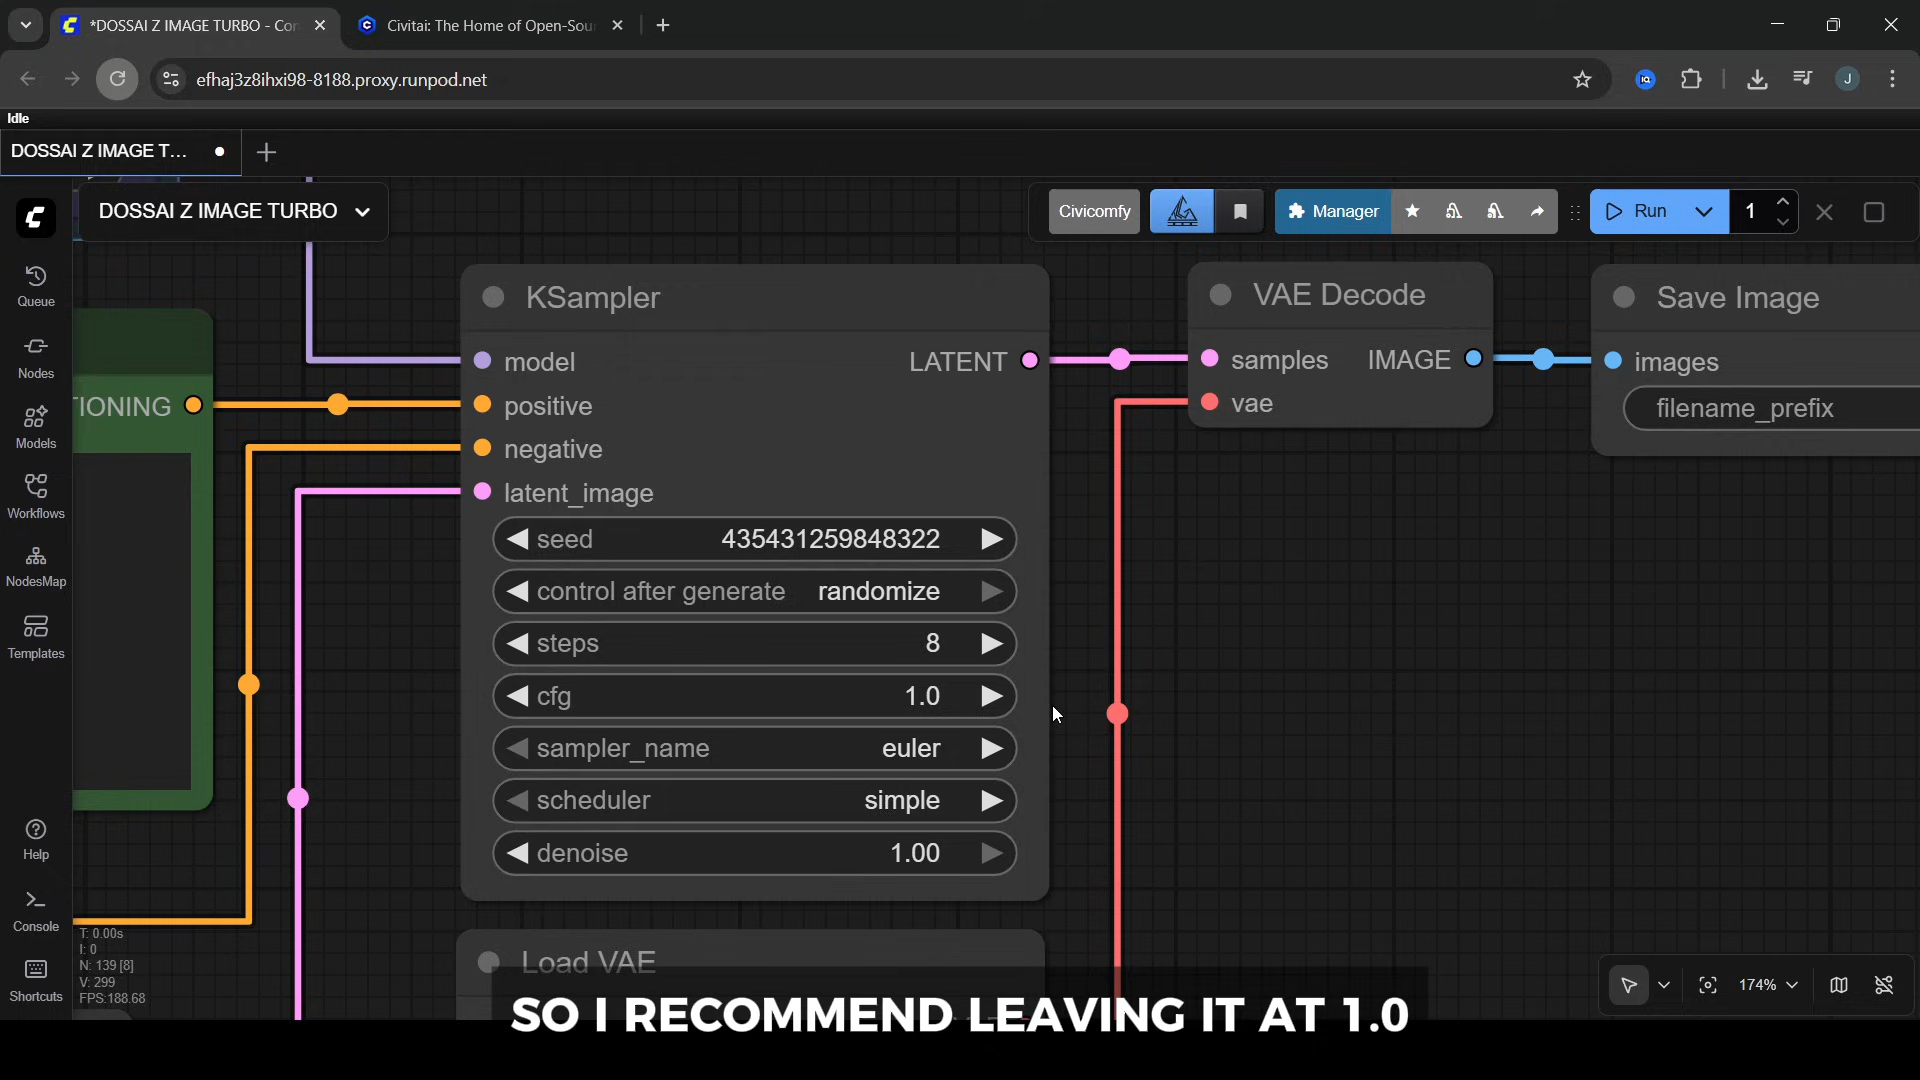 *DOSSAI Z IMAGE TURBO - Con
Civitai: The Home of Open-Sour
efhaj3z8ihxi98-8188.proxy.runpod.net
J
Idle
DOSSAI Z IMAGE T...
DOSSAI Z IMAGE TURBO
Civicomfy
Manager
Run
1
Queue
Nodes
Models
Workflows
NodesMap
Templates
Help
Console
Shortcuts
TIONING
KSampler
model
LATENT
positive
negative
latent_image
seed 435431259848322
control after generate randomize
steps 8
cfg 1.0
sampler_name euler
scheduler simple
denoise 1.00
VAE Decode
samples IMAGE
vae
Save Image
images
filename_prefix
Load VAE
T: 0.00s
I: 0
N: 139 [8]
V: 299
FPS:188.68
174%
SO I RECOMMEND LEAVING IT AT 1.0